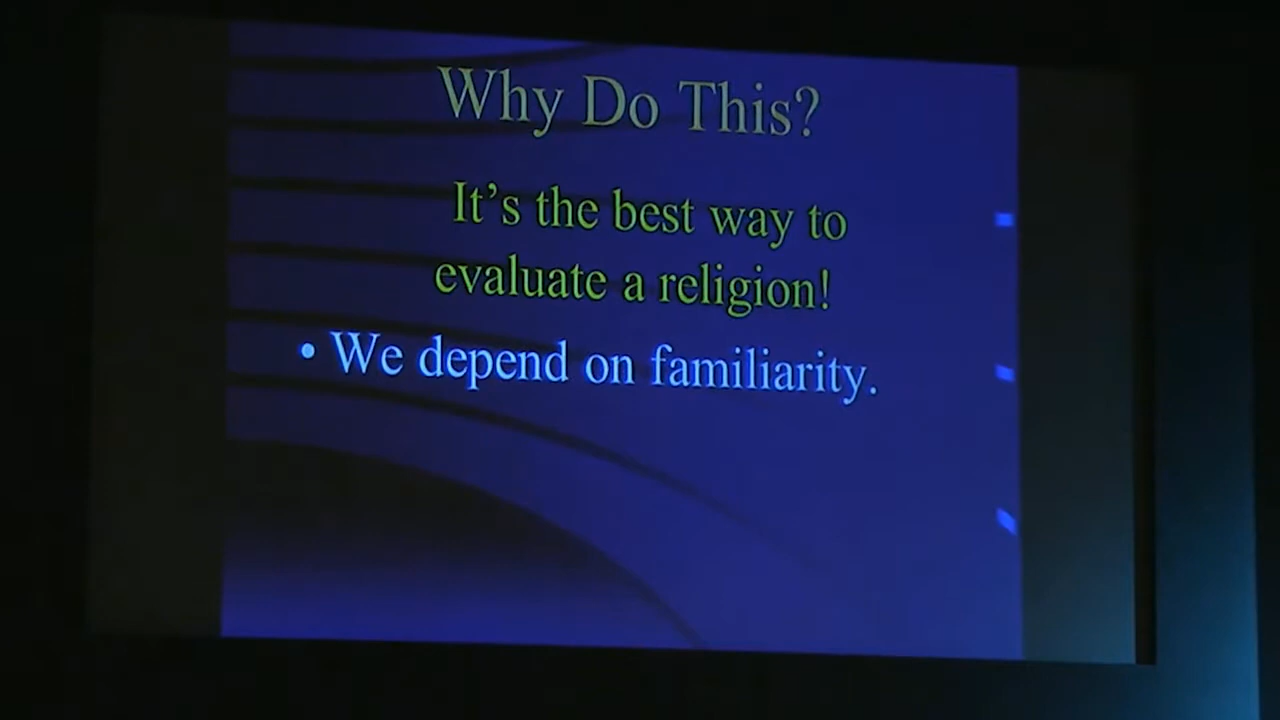 Why Do This?
It's the best way to
evaluate a religion!
• We depend on familiarity.